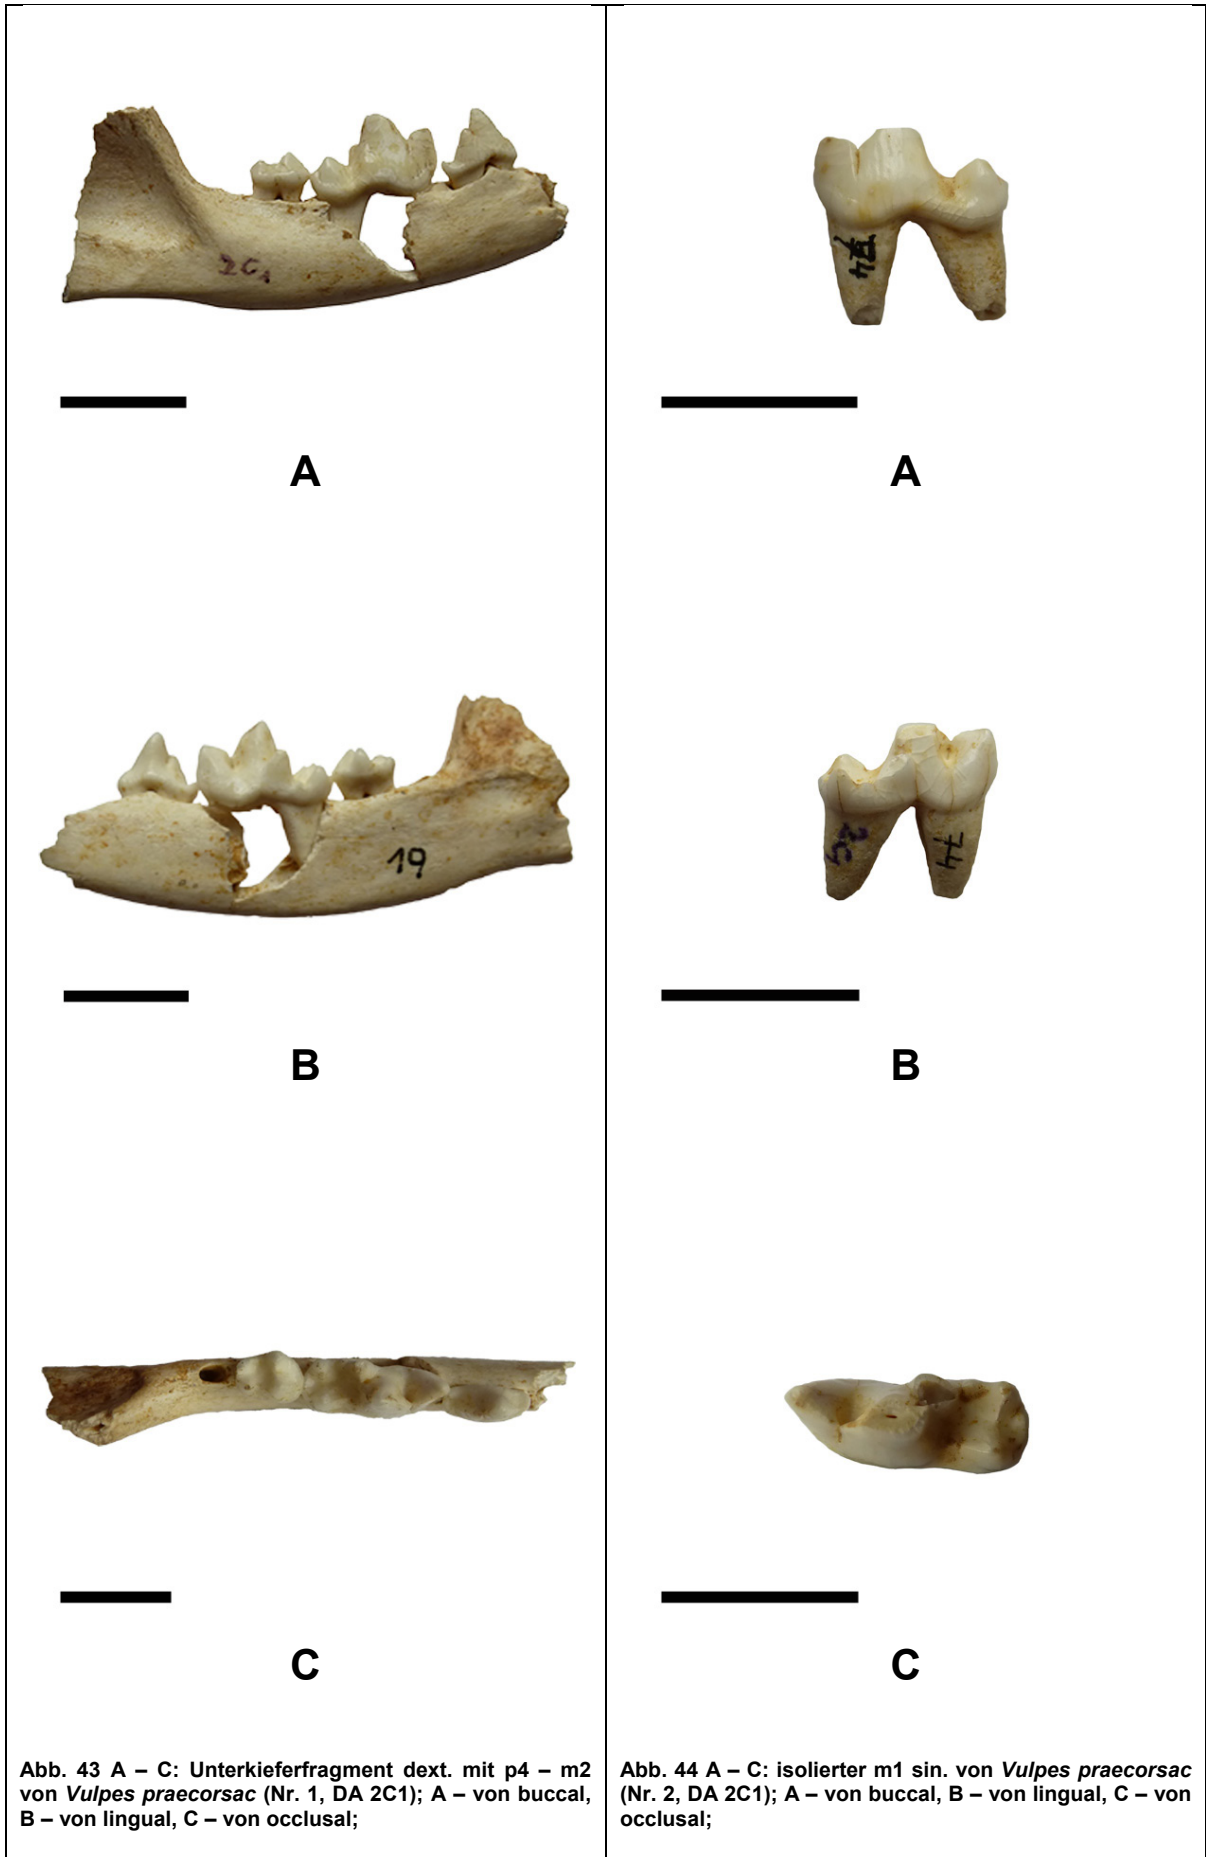 2C1
A
B
19
C
Abb. 43 A – C: Unterkieferfragment dext. mit p4 – m2
von Vulpes praecorsac (Nr. 1, DA 2C1); A – von buccal,
B – von lingual, C – von occlusal;
74
A
74
B
C
Abb. 44 A – C: isolierter m1 sin. von Vulpes praecorsac
(Nr. 2, DA 2C1); A – von buccal, B – von lingual, C – von
occlusal;